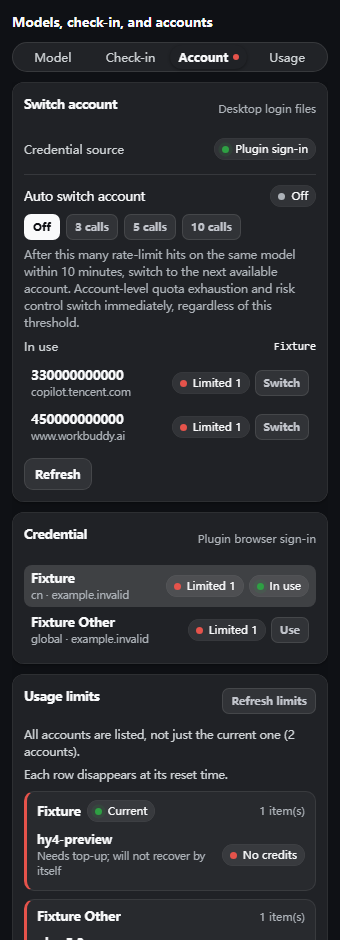 Models, check-in, and accounts
Model Check-in Account Usage
Switch account Desktop login files
Credential source Plugin sign-in
Auto switch account Off
Off 3 calls 5 calls 10 calls
After this many rate-limit hits on the same model
within 10 minutes, switch to the next available
account. Account-level quota exhaustion and risk
control switch immediately, regardless of this
threshold.
In use Fixture
330000000000
copilot.tencent.com
Limited 1 Switch
450000000000
www.workbuddy.ai
Limited 1 Switch
Refresh
Credential Plugin browser sign-in
Fixture
cn · example.invalid
Limited 1 In use
Fixture Other
global · example.invalid
Limited 1 Use
Usage limits Refresh limits
All accounts are listed, not just the current one (2
accounts).
Each row disappears at its reset time.
Fixture Current 1 item(s)
hy4-preview
Needs top-up; will not recover by
itself
No credits
Fixture Other 1 item(s)